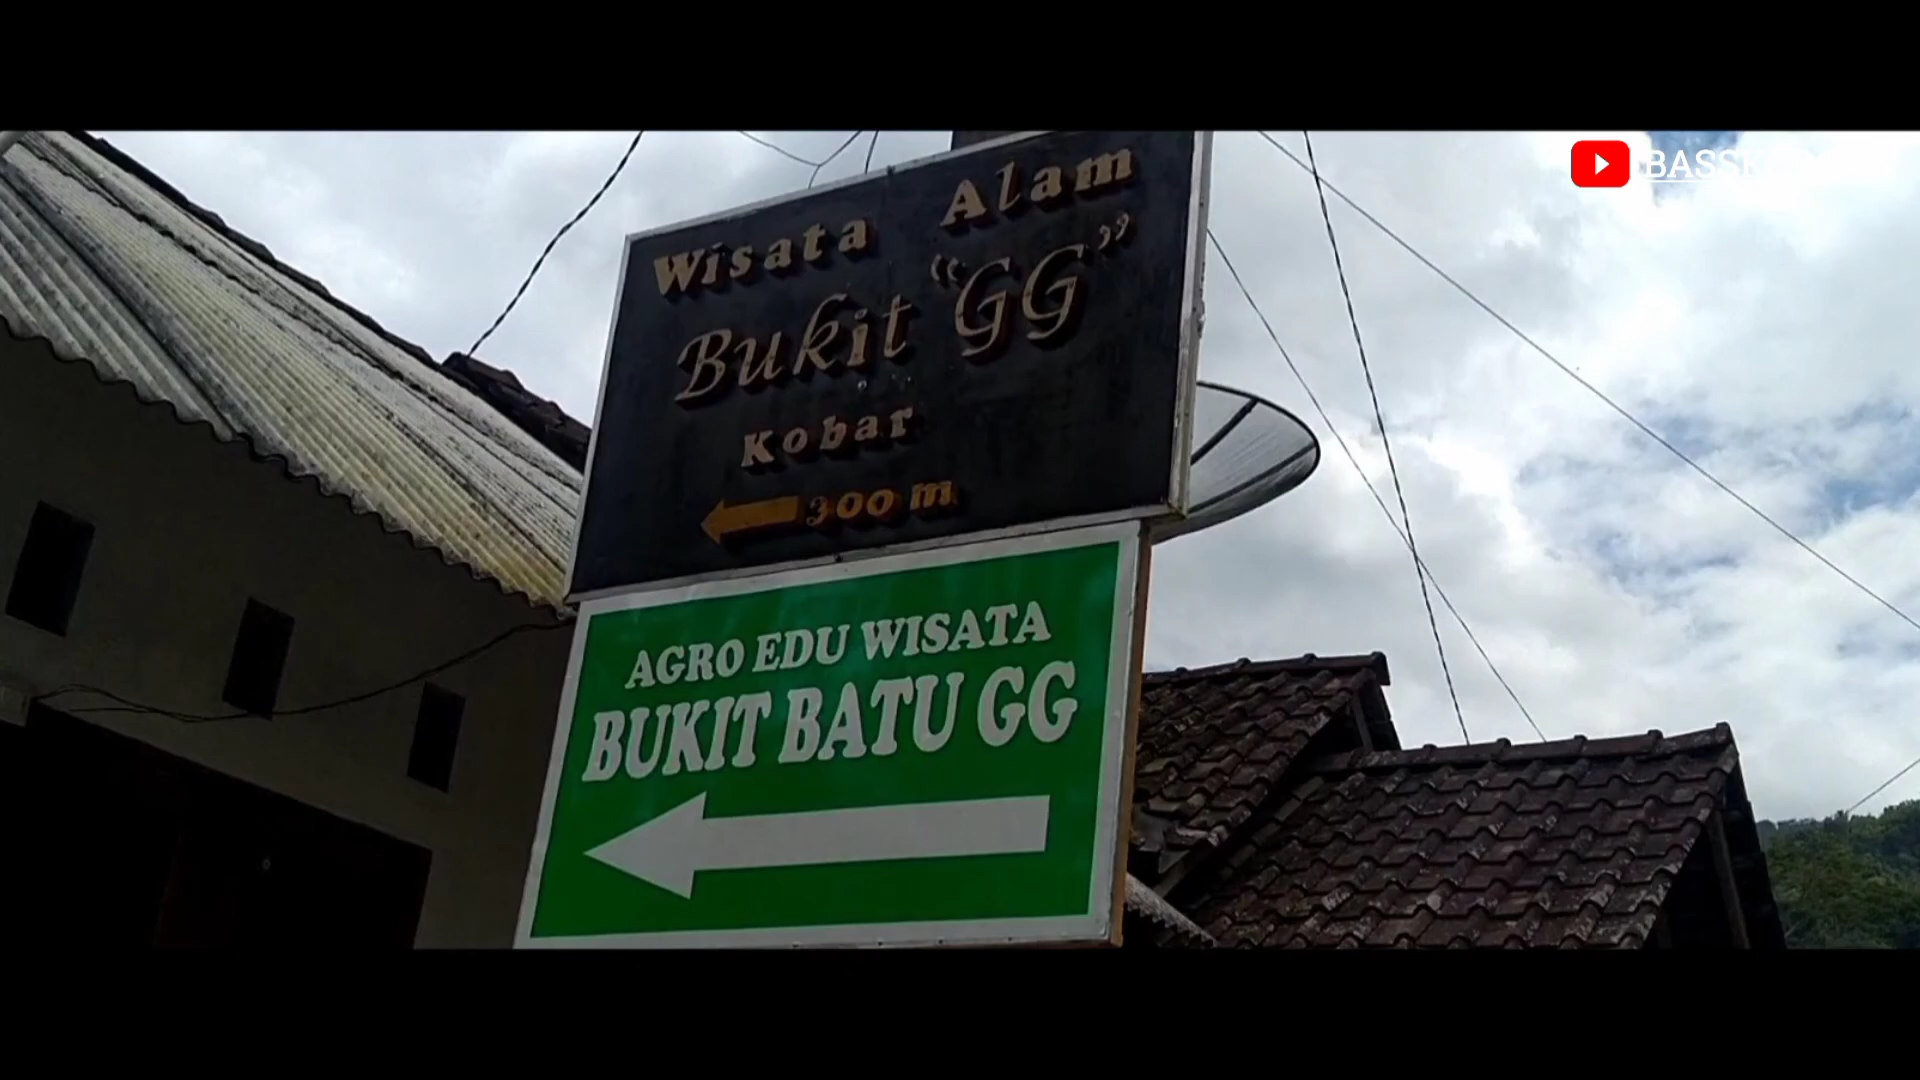 Wisata Alam
Bukit "GG"
Kobar
300 m
AGRO EDU WISATA
BUKIT BATU GG